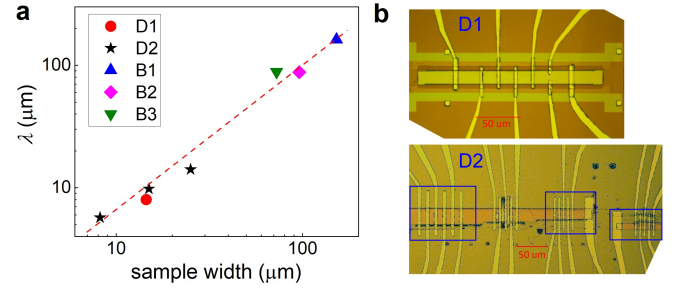 a
D1
D2
B1
B2
B3
100
10
λ (μm)
10
100
sample width (μm)
b
D1
50 um
D2
50 um